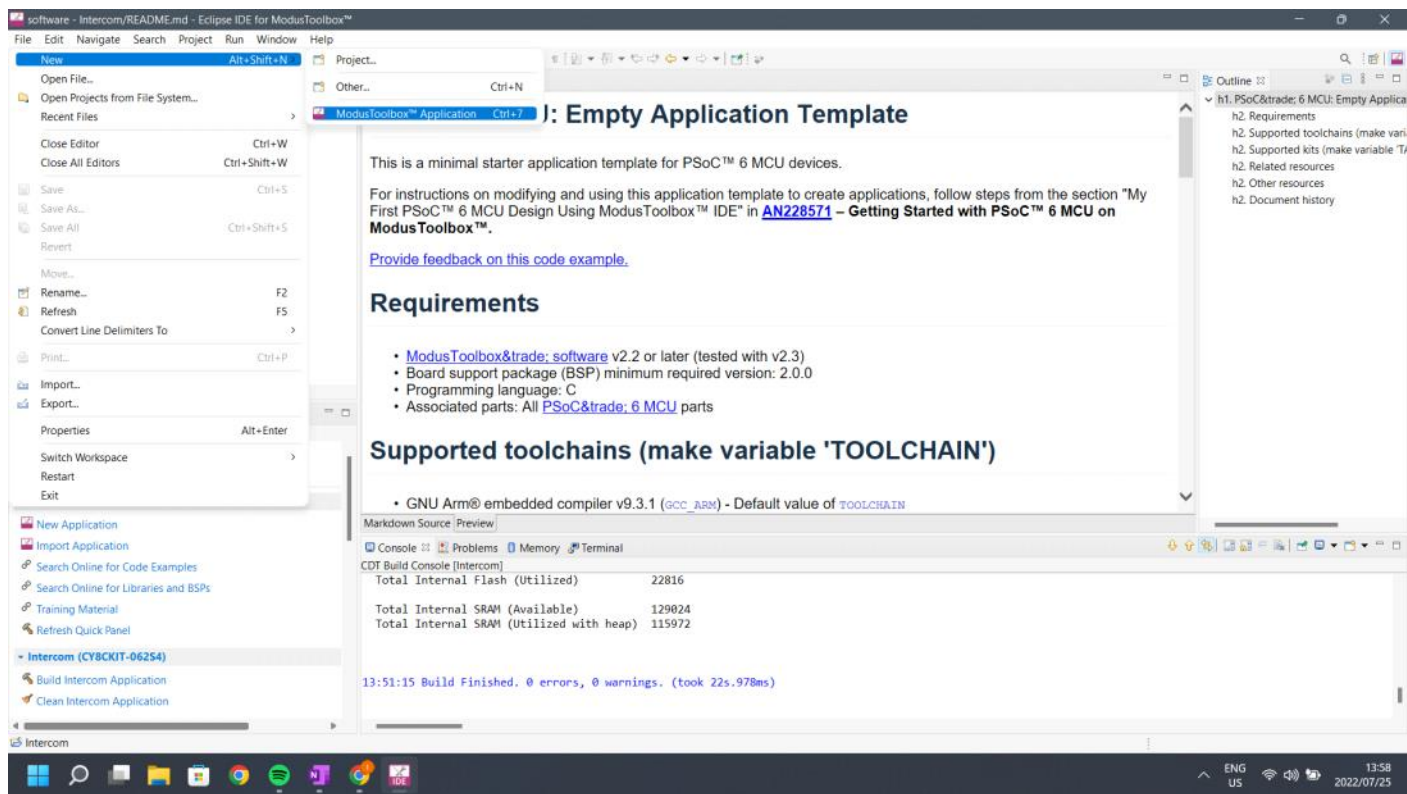 software - Intercom/README.md - Eclipse IDE for ModusToolbox™
File Edit Navigate Search Project Run Window Help
New Alt+Shift+N
Open File...
Open Projects from File System...
Recent Files
Close Editor Ctrl+W
Close All Editors Ctrl+Shift+W
Save Ctrl+S
Save As...
Save All Ctrl+Shift+S
Revert
Move...
Rename... F2
Refresh F5
Convert Line Delimiters To
Print... Ctrl+P
Import...
Export...
Properties Alt+Enter
Switch Workspace
Restart
Exit
Project...
Other... Ctrl+N
ModusToolbox™ Application Ctrl+7
New Application
Import Application
Search Online for Code Examples
Search Online for Libraries and BSPs
Training Material
Refresh Quick Panel
Intercom (CY8CKIT-062S4)
Build Intercom Application
Clean Intercom Application
: Empty Application Template
This is a minimal starter application template for PSoC™ 6 MCU devices.
For instructions on modifying and using this application template to create applications, follow steps from the section "My
First PSoC™ 6 MCU Design Using ModusToolbox™ IDE" in AN228571 – Getting Started with PSoC™ 6 MCU on
ModusToolbox™.
Provide feedback on this code example.
Requirements
• ModusToolbox&trade; software v2.2 or later (tested with v2.3)
• Board support package (BSP) minimum required version: 2.0.0
• Programming language: C
• Associated parts: All PSoC&trade; 6 MCU parts
Supported toolchains (make variable 'TOOLCHAIN')
• GNU Arm® embedded compiler v9.3.1 (GCC_ARM) - Default value of TOOLCHAIN
Markdown Source Preview
Console Problems Memory Terminal
CDT Build Console [Intercom]
Total Internal Flash (Utilized) 22816
Total Internal SRAM (Available) 129024
Total Internal SRAM (Utilized with heap) 115972
13:51:15 Build Finished. 0 errors, 0 warnings. (took 22s.978ms)
Outline
h1. PSoC&trade; 6 MCU: Empty Applica
h2. Requirements
h2. Supported toolchains (make vari
h2. Supported kits (make variable 'TA
h2. Related resources
h2. Other resources
h2. Document history
Intercom
IDE
ENG
US
13:58
2022/07/25